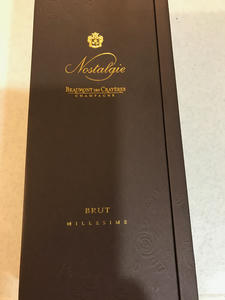 Nostalgie
BEAUMONT DES CRAYÈRES
CHAMPAGNE
BRUT
MILLESIME